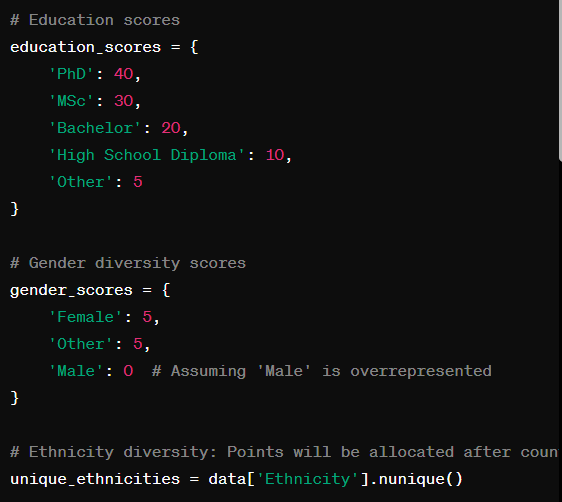 # Education scores
education_scores = {
    'PhD': 40,
    'MSc': 30,
    'Bachelor': 20,
    'High School Diploma': 10,
    'Other': 5
}

# Gender diversity scores
gender_scores = {
    'Female': 5,
    'Other': 5,
    'Male': 0  # Assuming 'Male' is overrepresented
}

# Ethnicity diversity: Points will be allocated after coun
unique_ethnicities = data['Ethnicity'].nunique()